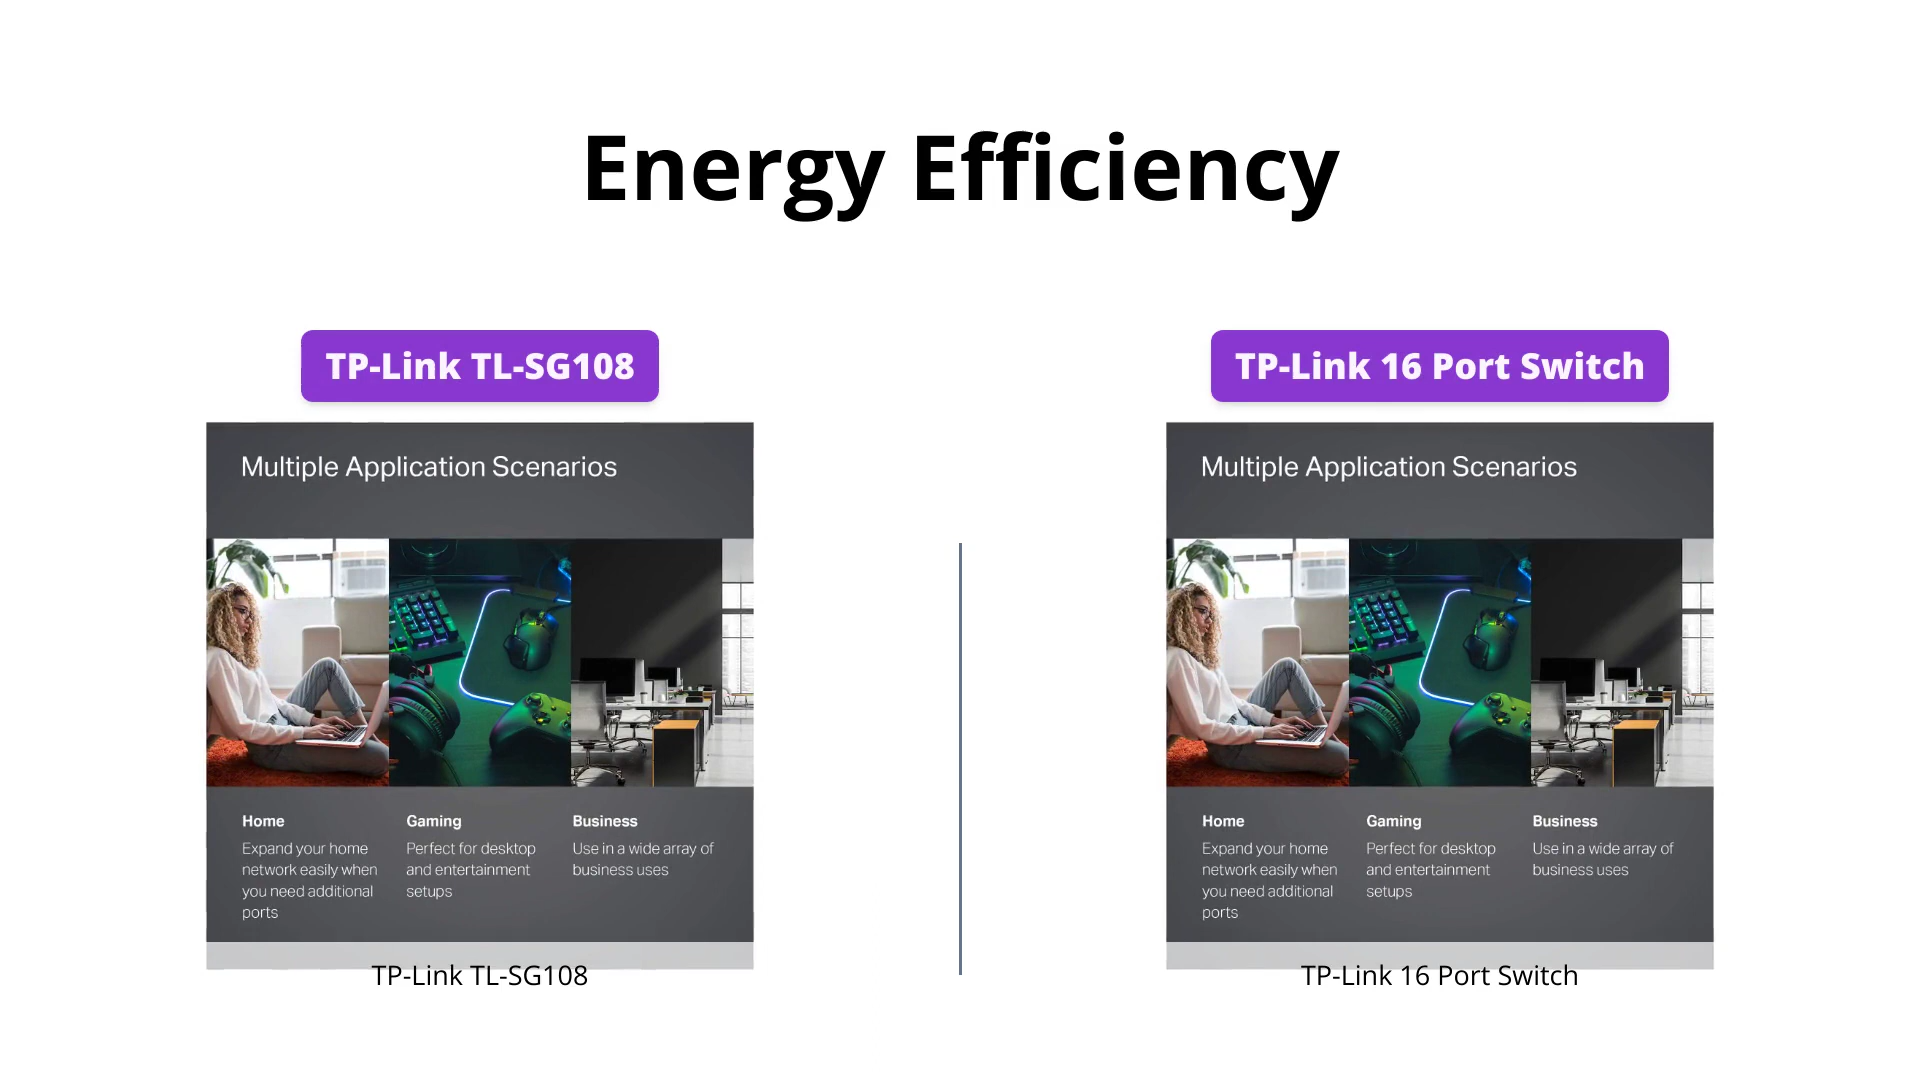 Energy Efficiency
TP-Link TL-SG108
Multiple Application Scenarios
Home
Expand your home
network easily when
you need additional
ports
Gaming
Perfect for desktop
and entertainment
setups
Business
Use in a wide array of
business uses
TP-Link TL-SG108
TP-Link 16 Port Switch
Multiple Application Scenarios
Home
Expand your home
network easily when
you need additional
ports
Gaming
Perfect for desktop
and entertainment
setups
Business
Use in a wide array of
business uses
TP-Link 16 Port Switch